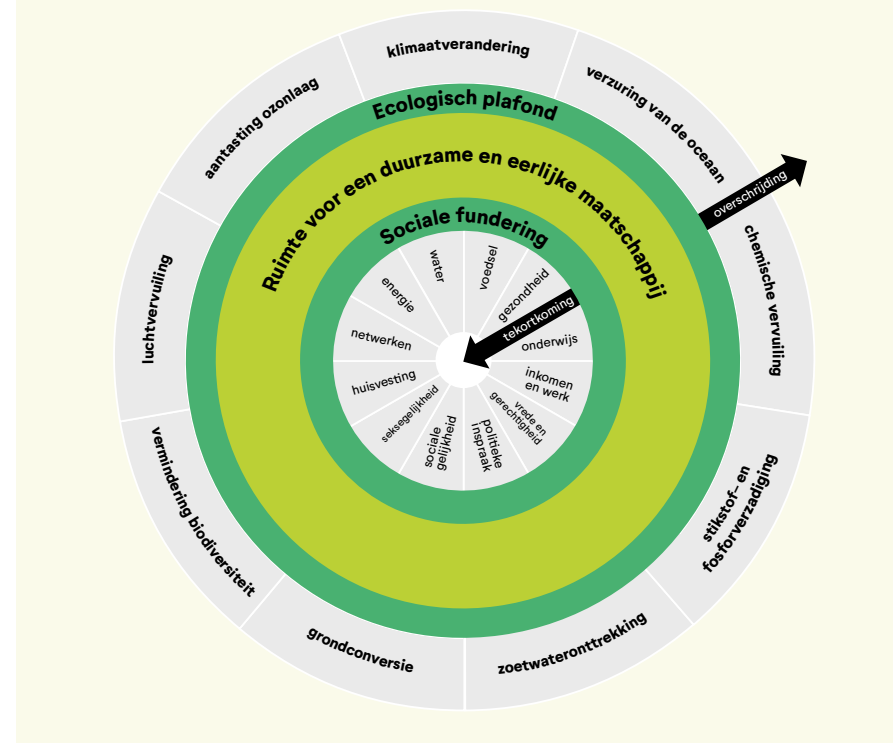 klimaatverandering
verzuring van de oceaan
overschrijding
chemische vervuiling
stikstof- en
fosforverzadiging
zoetwateronttrekking
grondconversie
vermindering biodiversiteit
luchtvervuiling
aantasting ozonlaag
Ecologisch plafond
Ruimte voor een duurzame en eerlijke maatschappij
Sociale fundering
water
voedsel
gezondheid
tekortkoming
onderwijs
inkomen
en werk
vrede en
gerechtigheid
politieke
inspraak
sociale
gelijkheid
seksegelijkheid
huisvesting
netwerken
energie